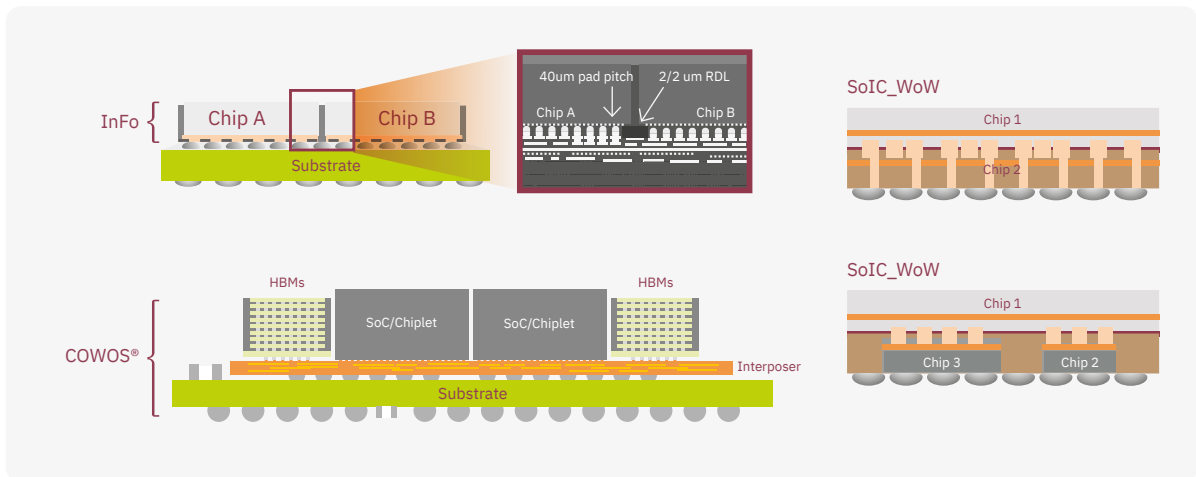 InFo
Chip A
Chip B
Substrate
40um pad pitch
2/2 um RDL
Chip A
Chip B
SoIC_WoW
Chip 1
Chip 2
COWOS®
HBMs
HBMs
SoC/Chiplet
SoC/Chiplet
Interposer
Substrate
SoIC_WoW
Chip 1
Chip 3
Chip 2